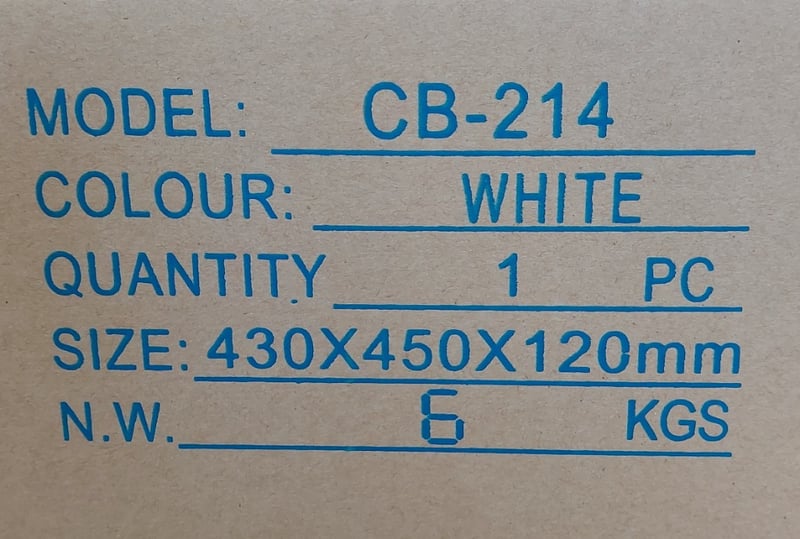 MODEL: CB-214
COLOUR: WHITE
QUANTITY 1 PC
SIZE: 430X450X120mm
N.W. 6 KGS